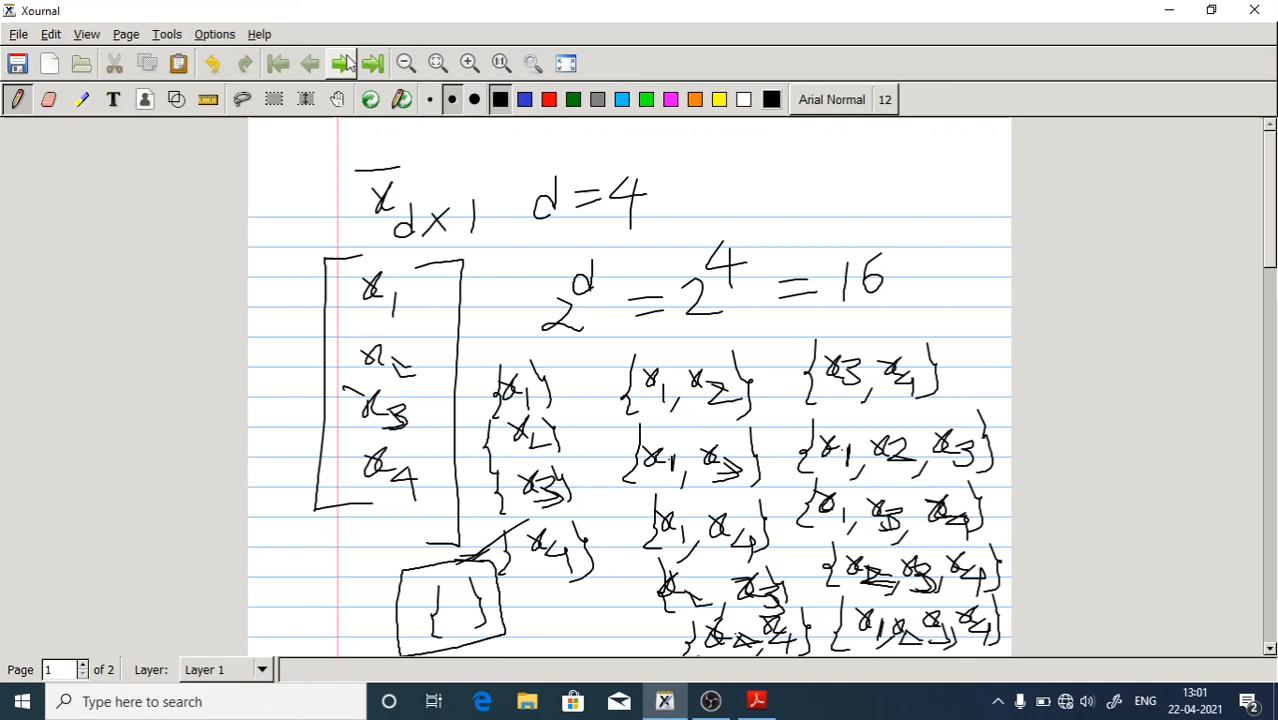 Xournal
File Edit View Page Tools Options Help
Arial Normal 12
x̄ d×1 d = 4
2^d = 2^4 = 16
x1
x2
x3
x4
{x1}
{x2}
{x3}
{x4}
{ }
{x1, x2}
{x1, x3}
{x1, x4}
{x2, x3}
{x2, x4}
{x3, x4}
{x1, x2, x3}
{x1, x3, x4}
{x2, x3, x4}
{x1, x2, x3, x4}
Page 1 of 2 Layer: Layer 1
Type here to search
ENG
13:01
22-04-2021
2